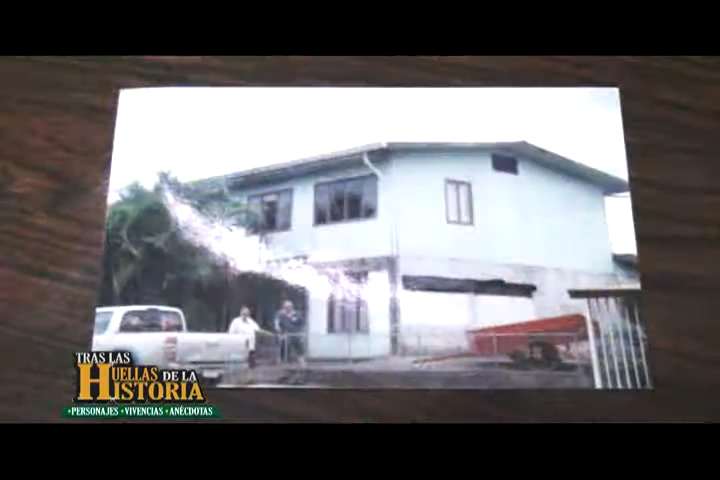 TRAS LAS
HUELLAS DE LA
HISTORIA
•PERSONAJES •VIVENCIAS •ANÉCDOTAS